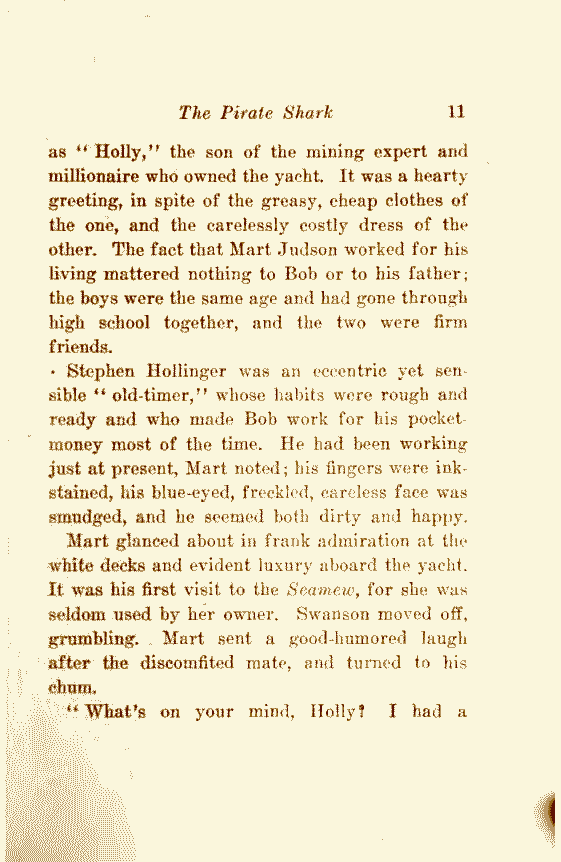 The Pirate Shark 11
as "Holly," the son of the mining expert and
millionaire who owned the yacht. It was a hearty
greeting, in spite of the greasy, cheap clothes of
the one, and the carelessly costly dress of the
other. The fact that Mart Judson worked for his
living mattered nothing to Bob or to his father;
the boys were the same age and had gone through
high school together, and the two were firm
friends.
Stephen Hollinger was an eccentric yet sen-
sible "old-timer," whose habits were rough and
ready and who made Bob work for his pocket-
money most of the time. He had been working
just at present, Mart noted; his fingers were ink-
stained, his blue-eyed, freckled, careless face was
smudged, and he seemed both dirty and happy.
Mart glanced about in frank admiration at the
white decks and evident luxury aboard the yacht.
It was his first visit to the Seamew, for she was
seldom used by her owner. Swanson moved off,
grumbling. Mart sent a good-humored laugh
after the discomfited mate, and turned to his
chum.
"What's on your mind, Holly? I had a